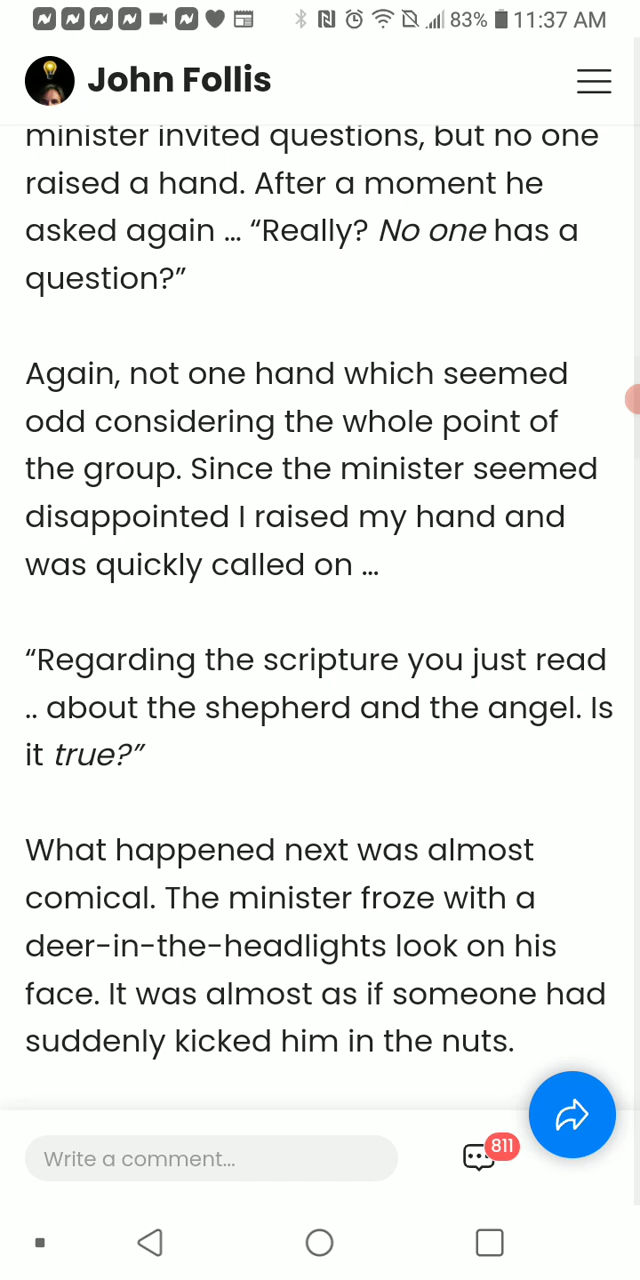 83% 11:37 AM
John Follis
minister invited questions, but no one
raised a hand. After a moment he
asked again ... “Really? No one has a
question?”
Again, not one hand which seemed
odd considering the whole point of
the group. Since the minister seemed
disappointed I raised my hand and
was quickly called on ...
“Regarding the scripture you just read
.. about the shepherd and the angel. Is
it true?”
What happened next was almost
comical. The minister froze with a
deer-in-the-headlights look on his
face. It was almost as if someone had
suddenly kicked him in the nuts.
Write a comment...
811